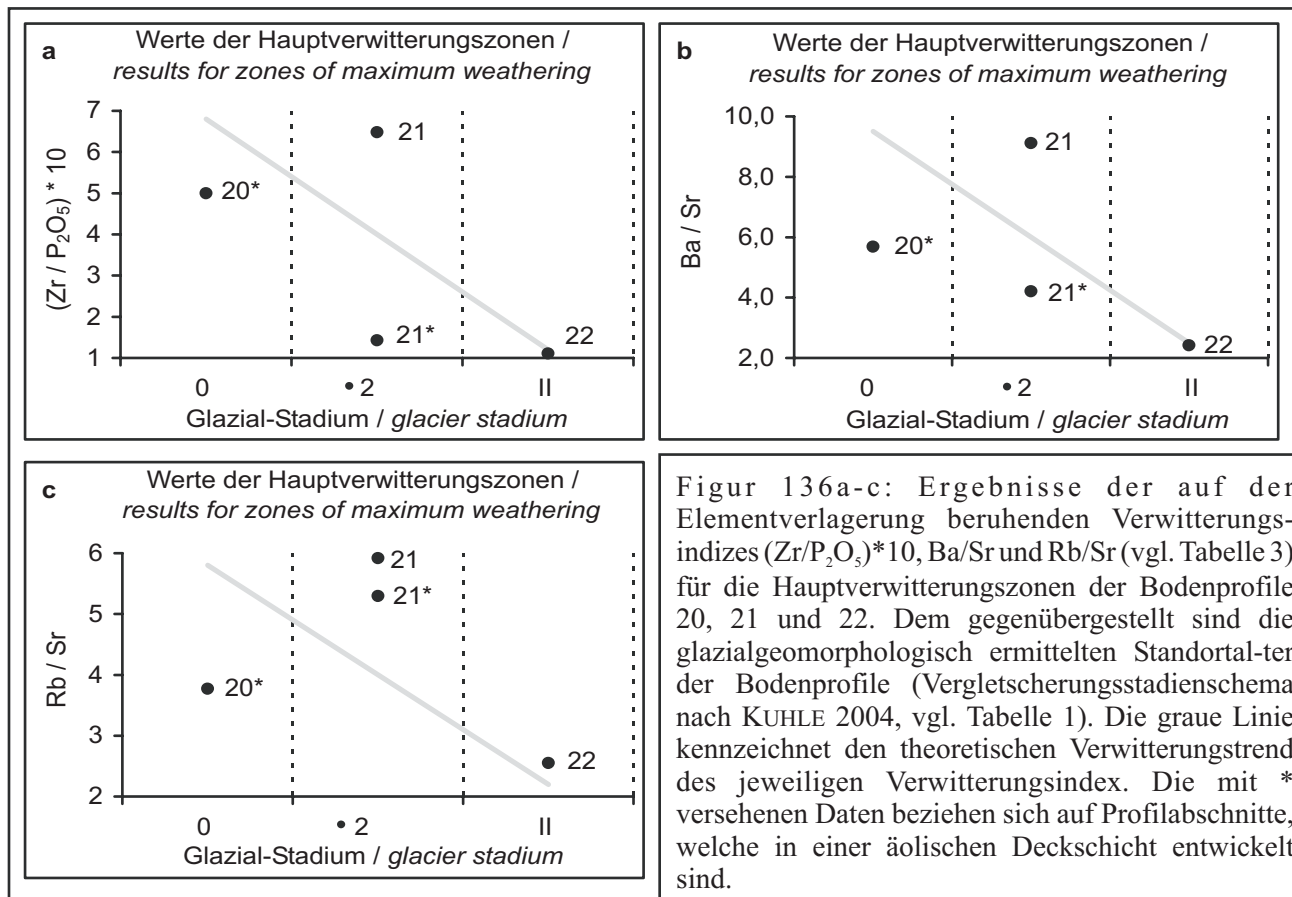 a
Werte der Hauptverwitterungszonen /
results for zones of maximum weathering
7
6
5
4
3
2
1
(Zr / P₂O₅) * 10
21
20*
21*
22
0
• 2
II
Glazial-Stadium / glacier stadium
b
Werte der Hauptverwitterungszonen /
results for zones of maximum weathering
10,0
8,0
6,0
4,0
2,0
Ba / Sr
21
20*
21*
22
0
• 2
II
Glazial-Stadium / glacier stadium
c
Werte der Hauptverwitterungszonen /
results for zones of maximum weathering
6
5
4
3
2
Rb / Sr
21
21*
20*
22
0
• 2
II
Glazial-Stadium / glacier stadium
Figur 136a-c: Ergebnisse der auf der
Elementverlagerung beruhenden Verwitterungs-
indizes (Zr/P₂O₅)*10, Ba/Sr und Rb/Sr (vgl. Tabelle 3)
für die Hauptverwitterungszonen der Bodenprofile
20, 21 und 22. Dem gegenübergestellt sind die
glazialgeomorphologisch ermittelten Standortal-ter
der Bodenprofile (Vergletscherungsstadienschema
nach KUHLE 2004, vgl. Tabelle 1). Die graue Linie
kennzeichnet den theoretischen Verwitterungstrend
des jeweiligen Verwitterungsindex. Die mit *
versehenen Daten beziehen sich auf Profilabschnitte,
welche in einer äolischen Deckschicht entwickelt
sind.